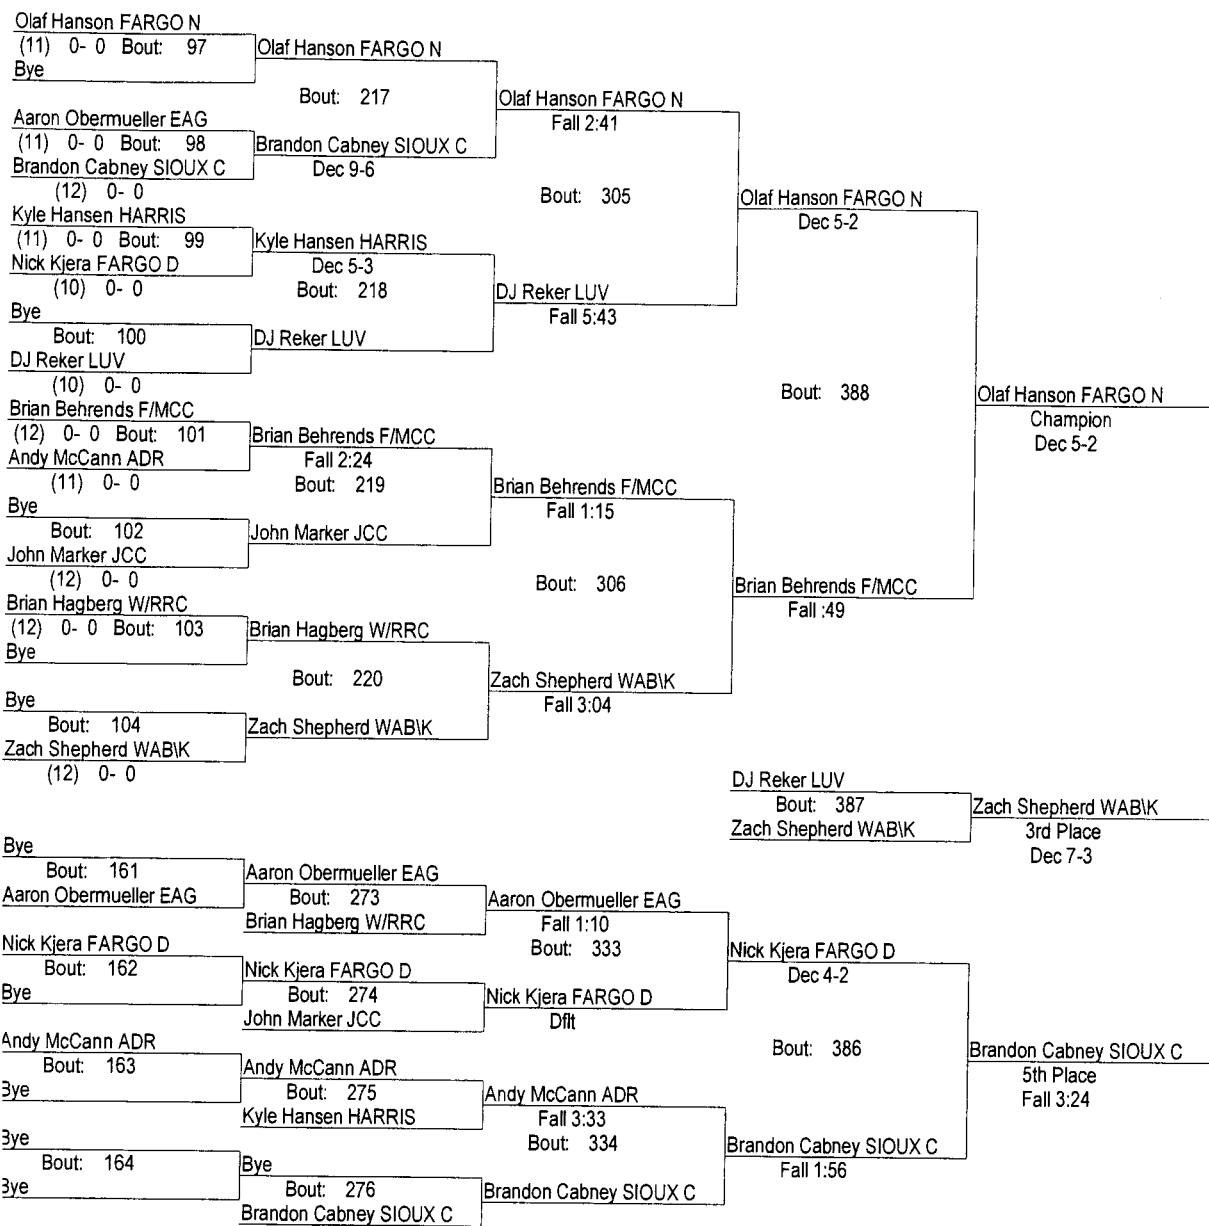 Olaf Hanson FARGO N
(11) 0- 0 Bout: 97
Bye
Olaf Hanson FARGO N
Bout: 217
Aaron Obermueller EAG
(11) 0- 0 Bout: 98
Brandon Cabney SIOUX C
(12) 0- 0
Brandon Cabney SIOUX C
Dec 9-6
Olaf Hanson FARGO N
Fall 2:41
Bout: 305
Kyle Hansen HARRIS
(11) 0- 0 Bout: 99
Nick Kjera FARGO D
(10) 0- 0
Kyle Hansen HARRIS
Dec 5-3
Bout: 218
Bye
Bout: 100
DJ Reker LUV
(10) 0- 0
DJ Reker LUV
DJ Reker LUV
Fall 5:43
Olaf Hanson FARGO N
Dec 5-2
Bout: 388
Brian Behrends F/MCC
(12) 0- 0 Bout: 101
Andy McCann ADR
(11) 0- 0
Brian Behrends F/MCC
Fall 2:24
Bout: 219
Bye
Bout: 102
John Marker JCC
(12) 0- 0
John Marker JCC
Brian Behrends F/MCC
Fall 1:15
Bout: 306
Brian Hagberg W/RRC
(12) 0- 0 Bout: 103
Bye
Brian Hagberg W/RRC
Bout: 220
Bye
Bout: 104
Zach Shepherd WAB\K
(12) 0- 0
Zach Shepherd WAB\K
Zach Shepherd WAB\K
Fall 3:04
Brian Behrends F/MCC
Fall :49
Olaf Hanson FARGO N
Champion
Dec 5-2
DJ Reker LUV
Bout: 387
Zach Shepherd WAB\K
Zach Shepherd WAB\K
3rd Place
Dec 7-3
Bye
Bout: 161
Aaron Obermueller EAG
Aaron Obermueller EAG
Bout: 273
Brian Hagberg W/RRC
Aaron Obermueller EAG
Fall 1:10
Bout: 333
Nick Kjera FARGO D
Bout: 162
Bye
Nick Kjera FARGO D
Bout: 274
John Marker JCC
Nick Kjera FARGO D
Dflt
Nick Kjera FARGO D
Dec 4-2
Bout: 386
Andy McCann ADR
Bout: 163
Bye
Andy McCann ADR
Bout: 275
Kyle Hansen HARRIS
Andy McCann ADR
Fall 3:33
Bout: 334
Bye
Bout: 164
Bye
Bye
Bout: 276
Brandon Cabney SIOUX C
Brandon Cabney SIOUX C
Brandon Cabney SIOUX C
Fall 1:56
Brandon Cabney SIOUX C
5th Place
Fall 3:24